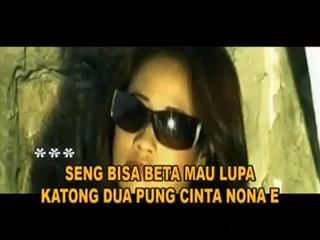 ***
SENG BISA BETA MAU LUPA
KATONG DUA PUNG CINTA NONA E